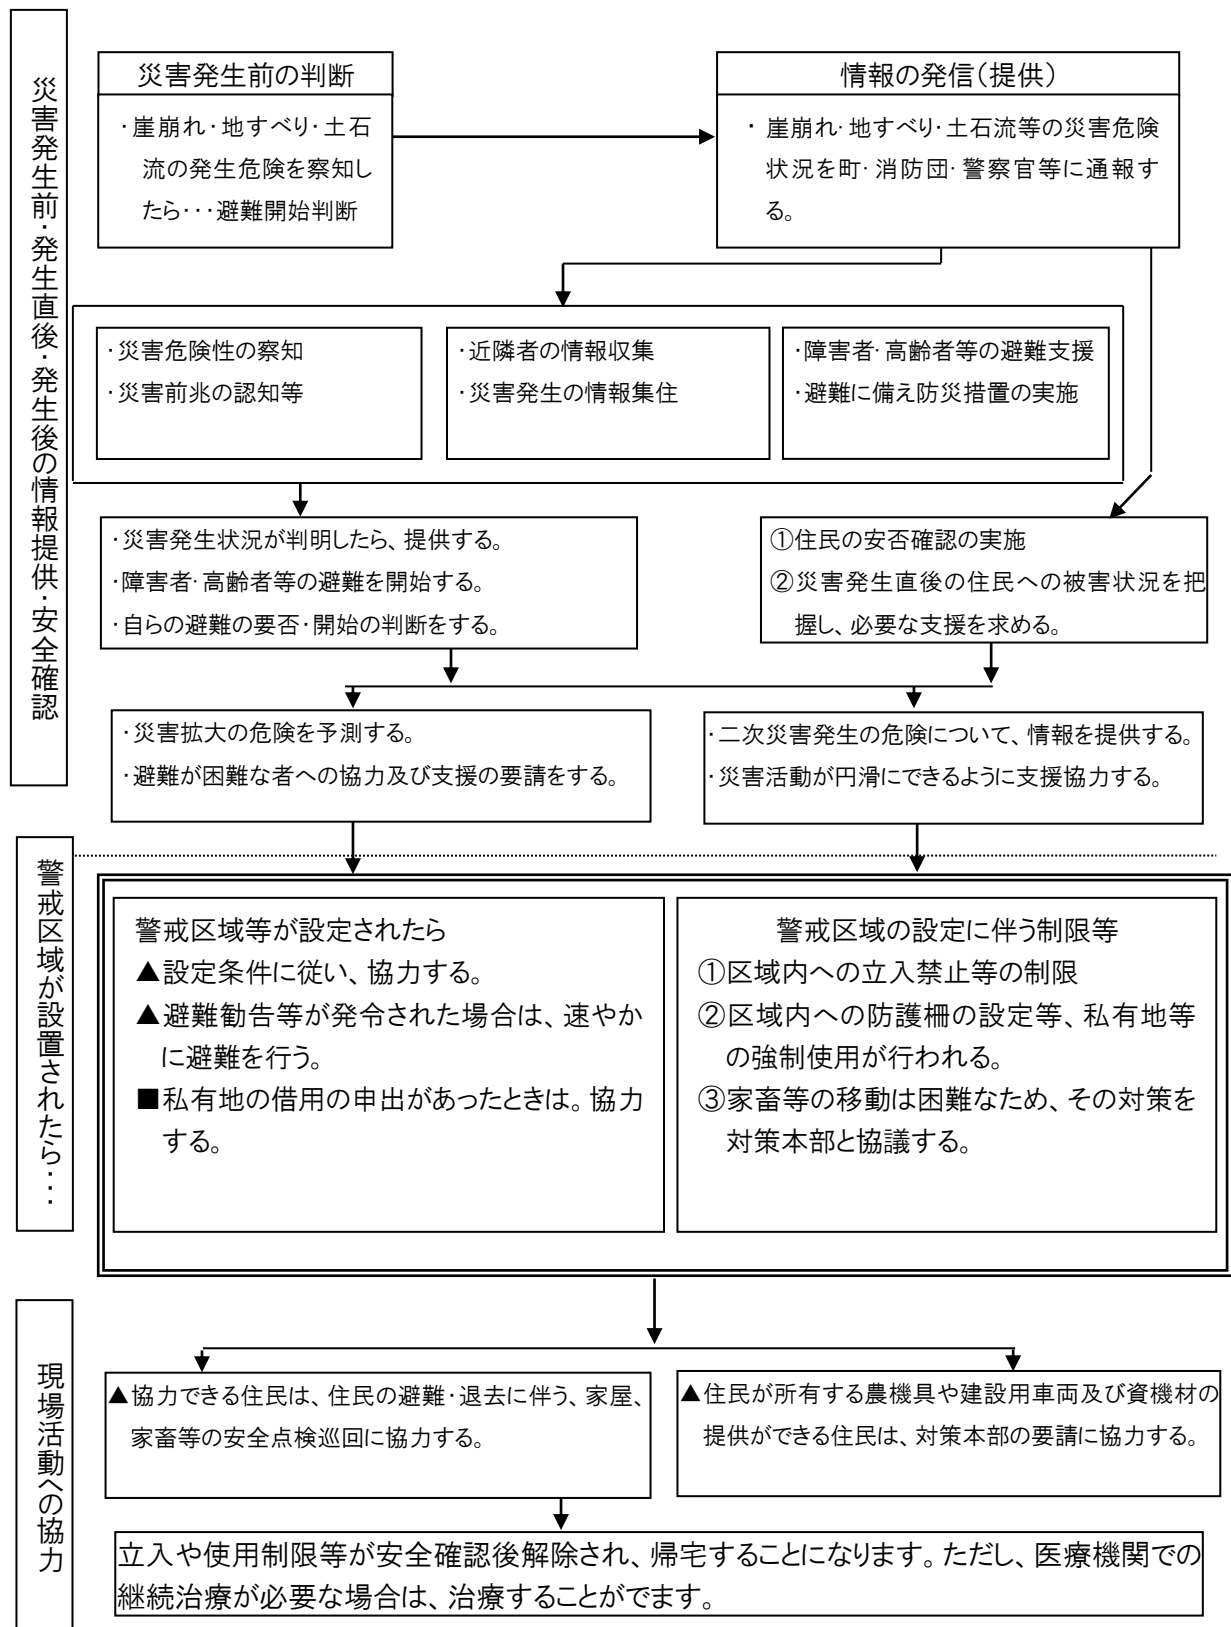 災害発生前・発生直後・発生後の情報提供・安全確認
災害発生前の判断
・崖崩れ・地すべり・土石
流の発生危険を察知し
たら・・・避難開始判断
情報の発信(提供)
・ 崖崩れ・地すべり・土石流等の災害危険
状況を町・消防団・警察官等に通報す
る。
・災害危険性の察知
・災害前兆の認知等
・近隣者の情報収集
・災害発生の情報集住
・障害者・高齢者等の避難支援
・避難に備え防災措置の実施
・災害発生状況が判明したら、提供する。
・障害者・高齢者等の避難を開始する。
・自らの避難の要否・開始の判断をする。
①住民の安否確認の実施
②災害発生直後の住民への被害状況を把
握し、必要な支援を求める。
・災害拡大の危険を予測する。
・避難が困難な者への協力及び支援の要請をする。
・二次災害発生の危険について、情報を提供する。
・災害活動が円滑にできるように支援協力する。
警戒区域が設置されたら・・・
警戒区域等が設定されたら
▲設定条件に従い、協力する。
▲避難勧告等が発令された場合は、速やか
に避難を行う。
■私有地の借用の申出があったときは。協力
する。
警戒区域の設定に伴う制限等
①区域内への立入禁止等の制限
②区域内への防護柵の設定等、私有地等
の強制使用が行われる。
③家畜等の移動は困難なため、その対策を
対策本部と協議する。
現場活動への協力
▲協力できる住民は、住民の避難・退去に伴う、家屋、
家畜等の安全点検巡回に協力する。
▲住民が所有する農機具や建設用車両及び資機材の
提供ができる住民は、対策本部の要請に協力する。
立入や使用制限等が安全確認後解除され、帰宅することになります。ただし、医療機関での
継続治療が必要な場合は、治療することがでます。